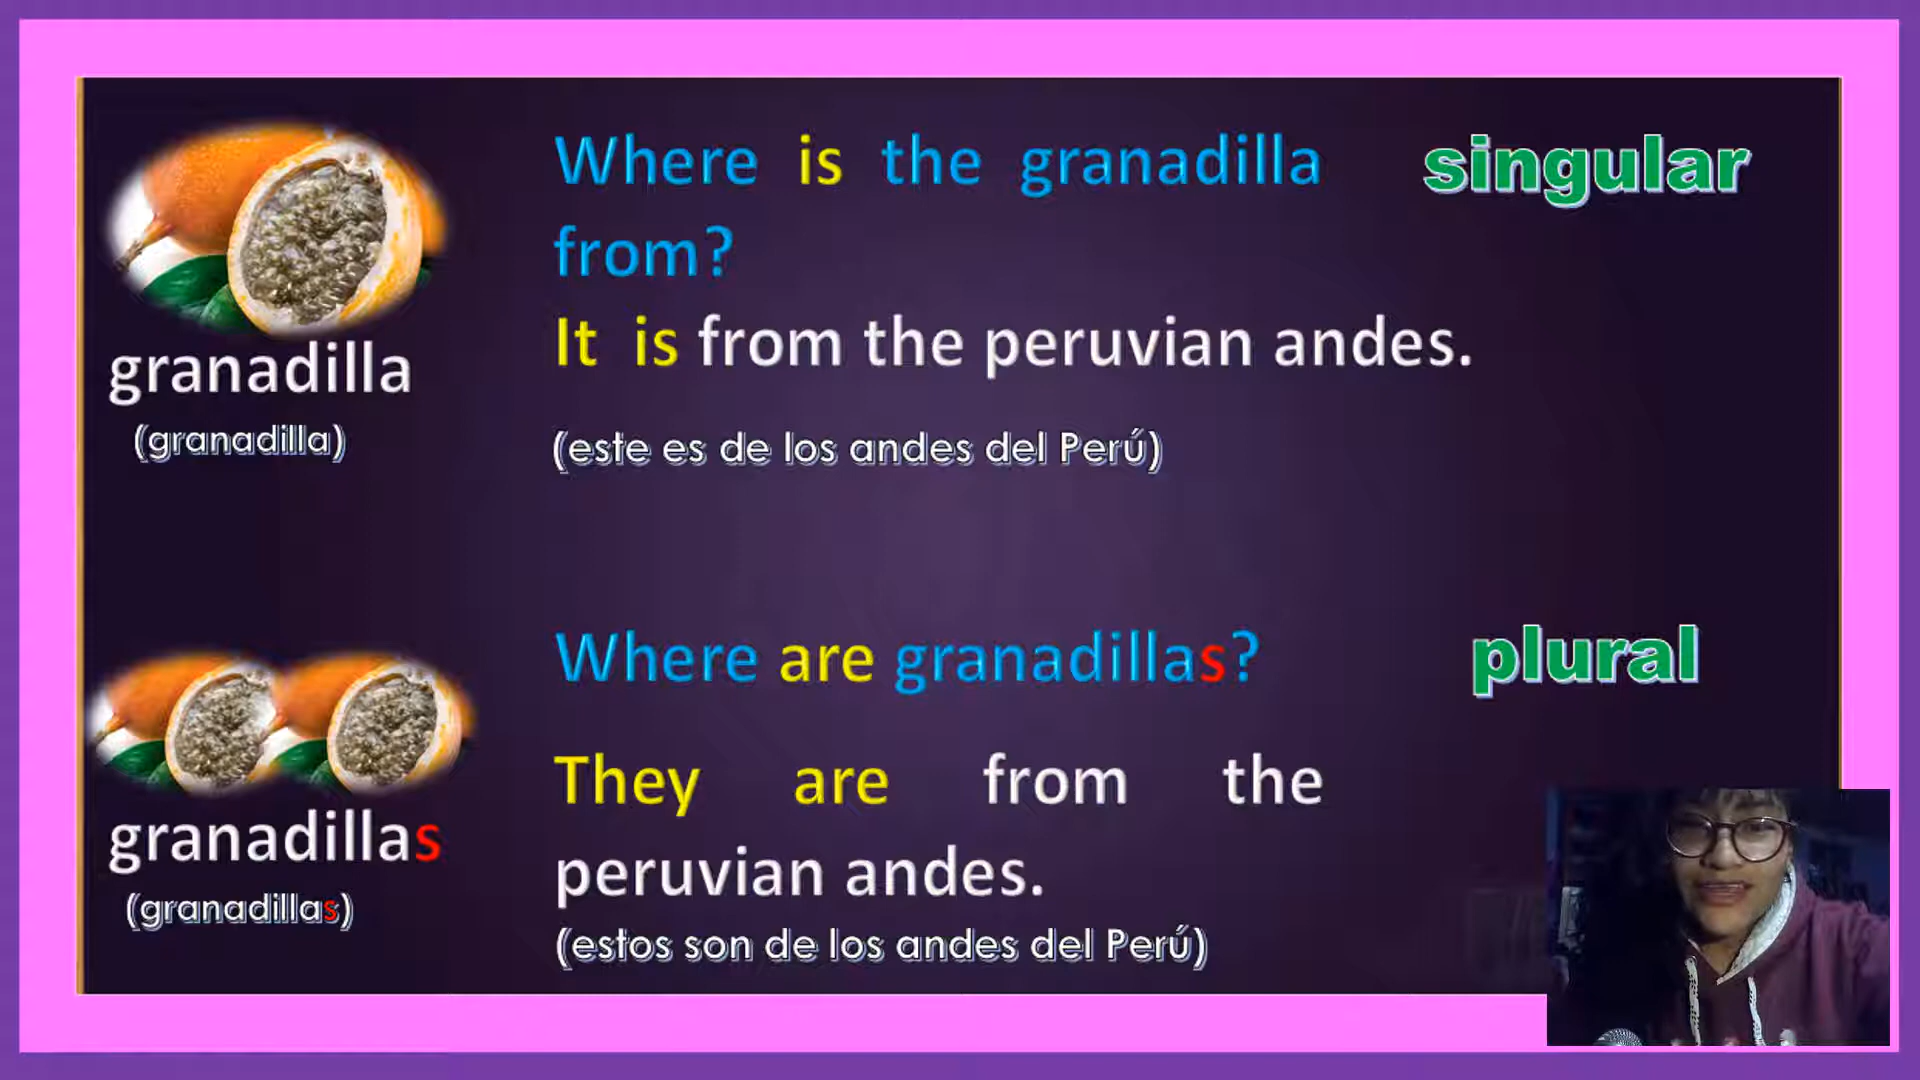 Where is the granadilla
from?
singular
It is from the peruvian andes.
granadilla
(granadilla)
(este es de los andes del Perú)
Where are granadillas?
plural
They are from the
peruvian andes.
granadillas
(granadillas)
(estos son de los andes del Perú)